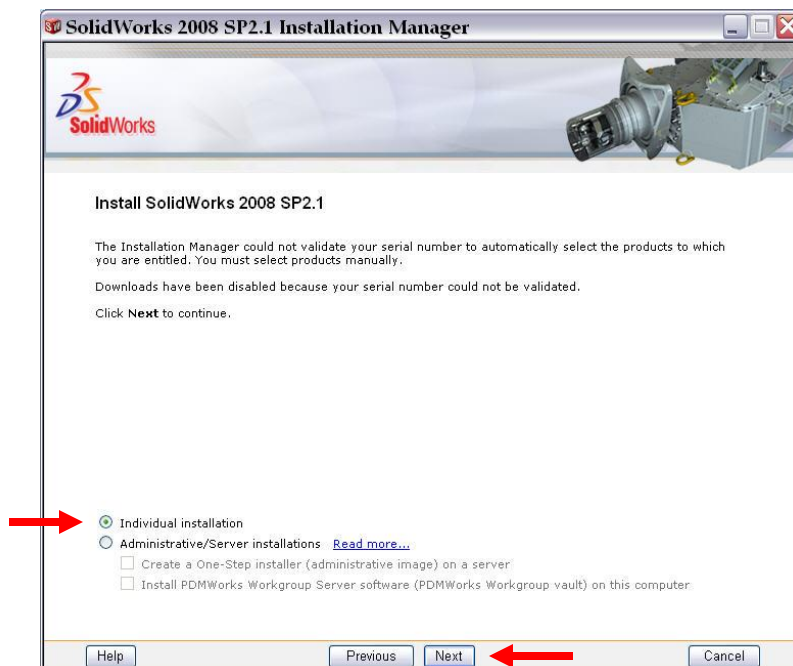 SolidWorks 2008 SP2.1 Installation Manager
SolidWorks
Install SolidWorks 2008 SP2.1
The Installation Manager could not validate your serial number to automatically select the products to which
you are entitled. You must select products manually.
Downloads have been disabled because your serial number could not be validated.
Click Next to continue.
Individual installation
Administrative/Server installations Read more...
Create a One-Step installer (administrative image) on a server
Install PDMWorks Workgroup Server software (PDMWorks Workgroup vault) on this computer
Help Previous Next Cancel